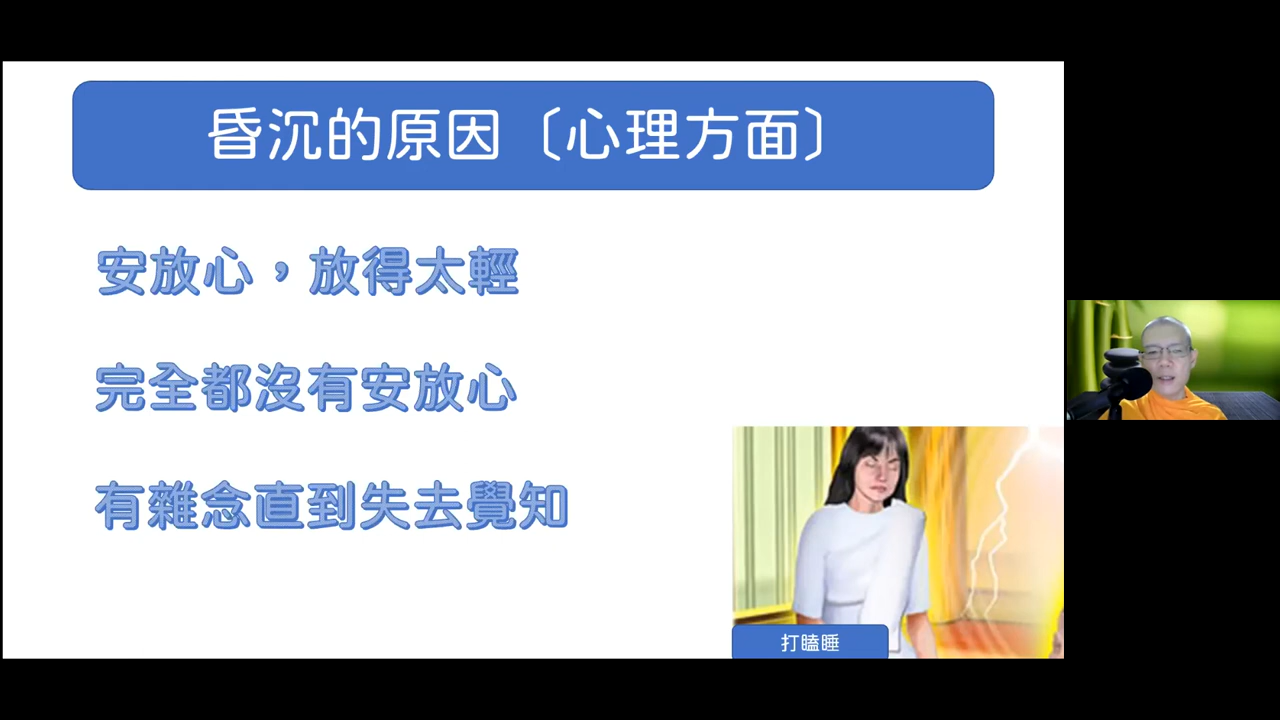 昏沉的原因〔心理方面〕
安放心，放得太輕
完全都沒有安放心
有雜念直到失去覺知
打瞌睡